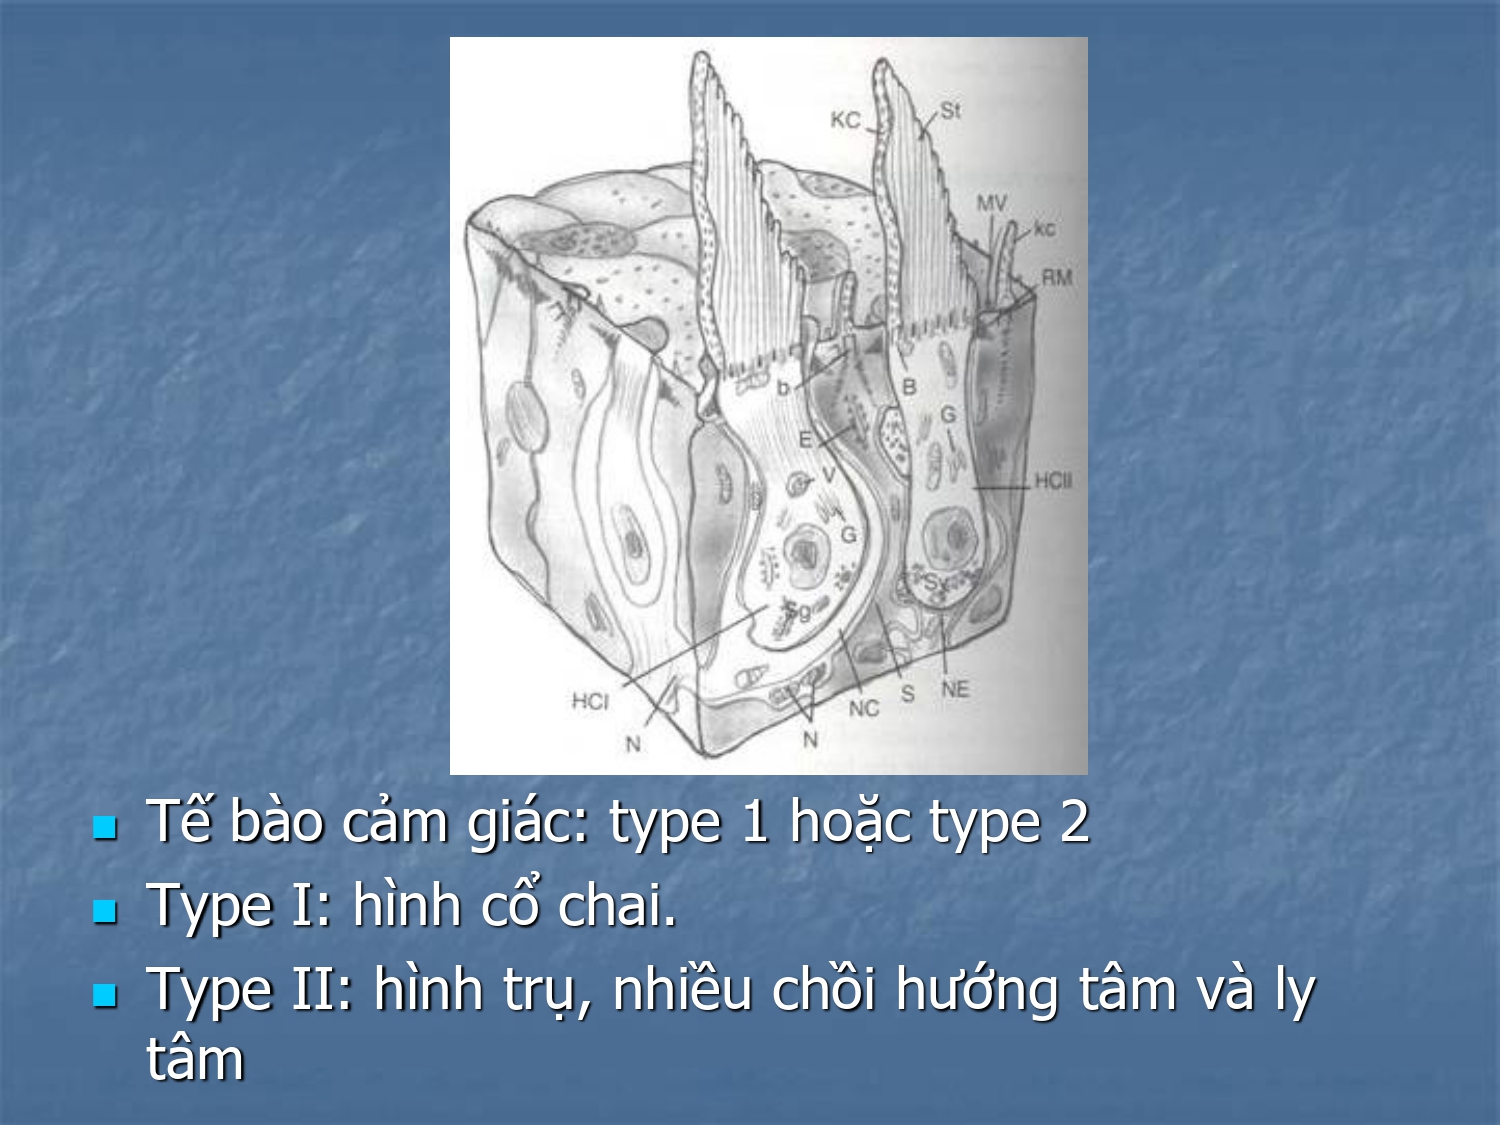 KC
St
MV
kc
RM
b
B
G
E
V
HCII
G
Sy
Sg
HCI
NC
S
NE
N
N
Tế bào cảm giác: type 1 hoặc type 2
Type I: hình cổ chai.
Type II: hình trụ, nhiều chồi hướng tâm và ly
tâm